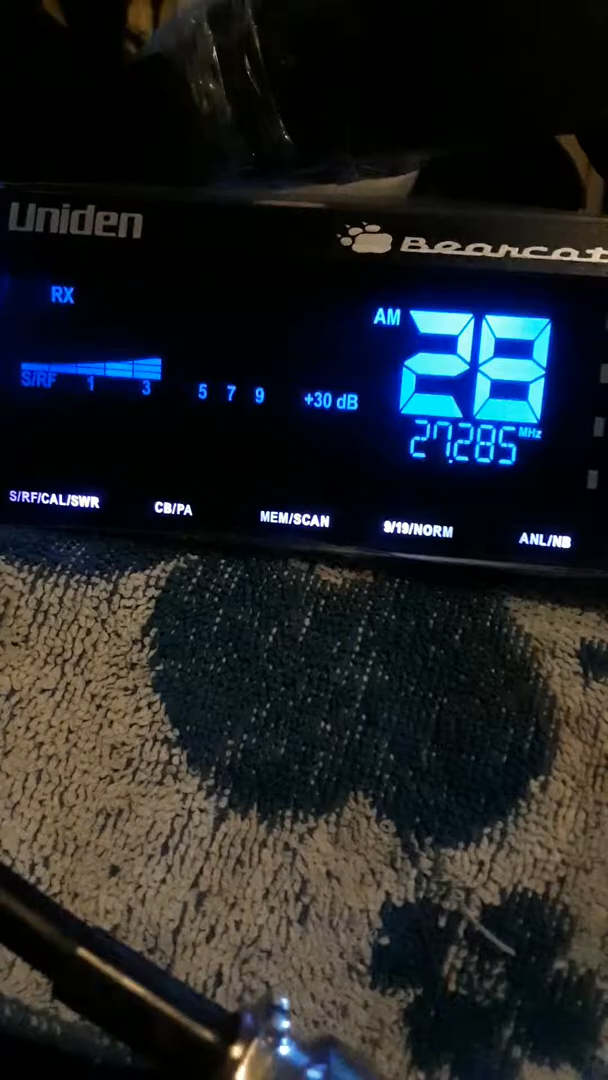 Uniden
Bearcat
RX
AM
28
S/RF 1 3 5 7 9 +30 dB
27.285 MHz
S/RF/CAL/SWR CB/PA MEM/SCAN 9/19/NORM ANL/NB